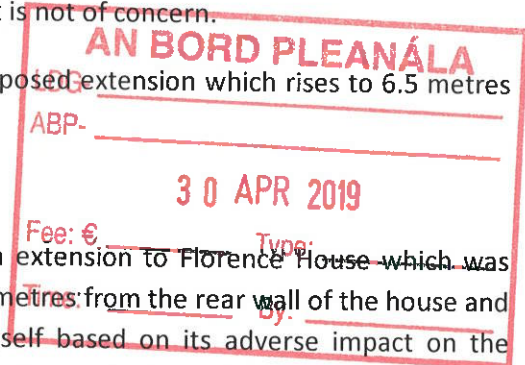 t is not of concern.
AN BORD PLEANÁLA
LDG-
posed extension which rises to 6.5 metres
ABP-
30 APR 2019
Fee: € Type:
n extension to Florence House which was
metres from the rear wall of the house and
Time: By:
self based on its adverse impact on the